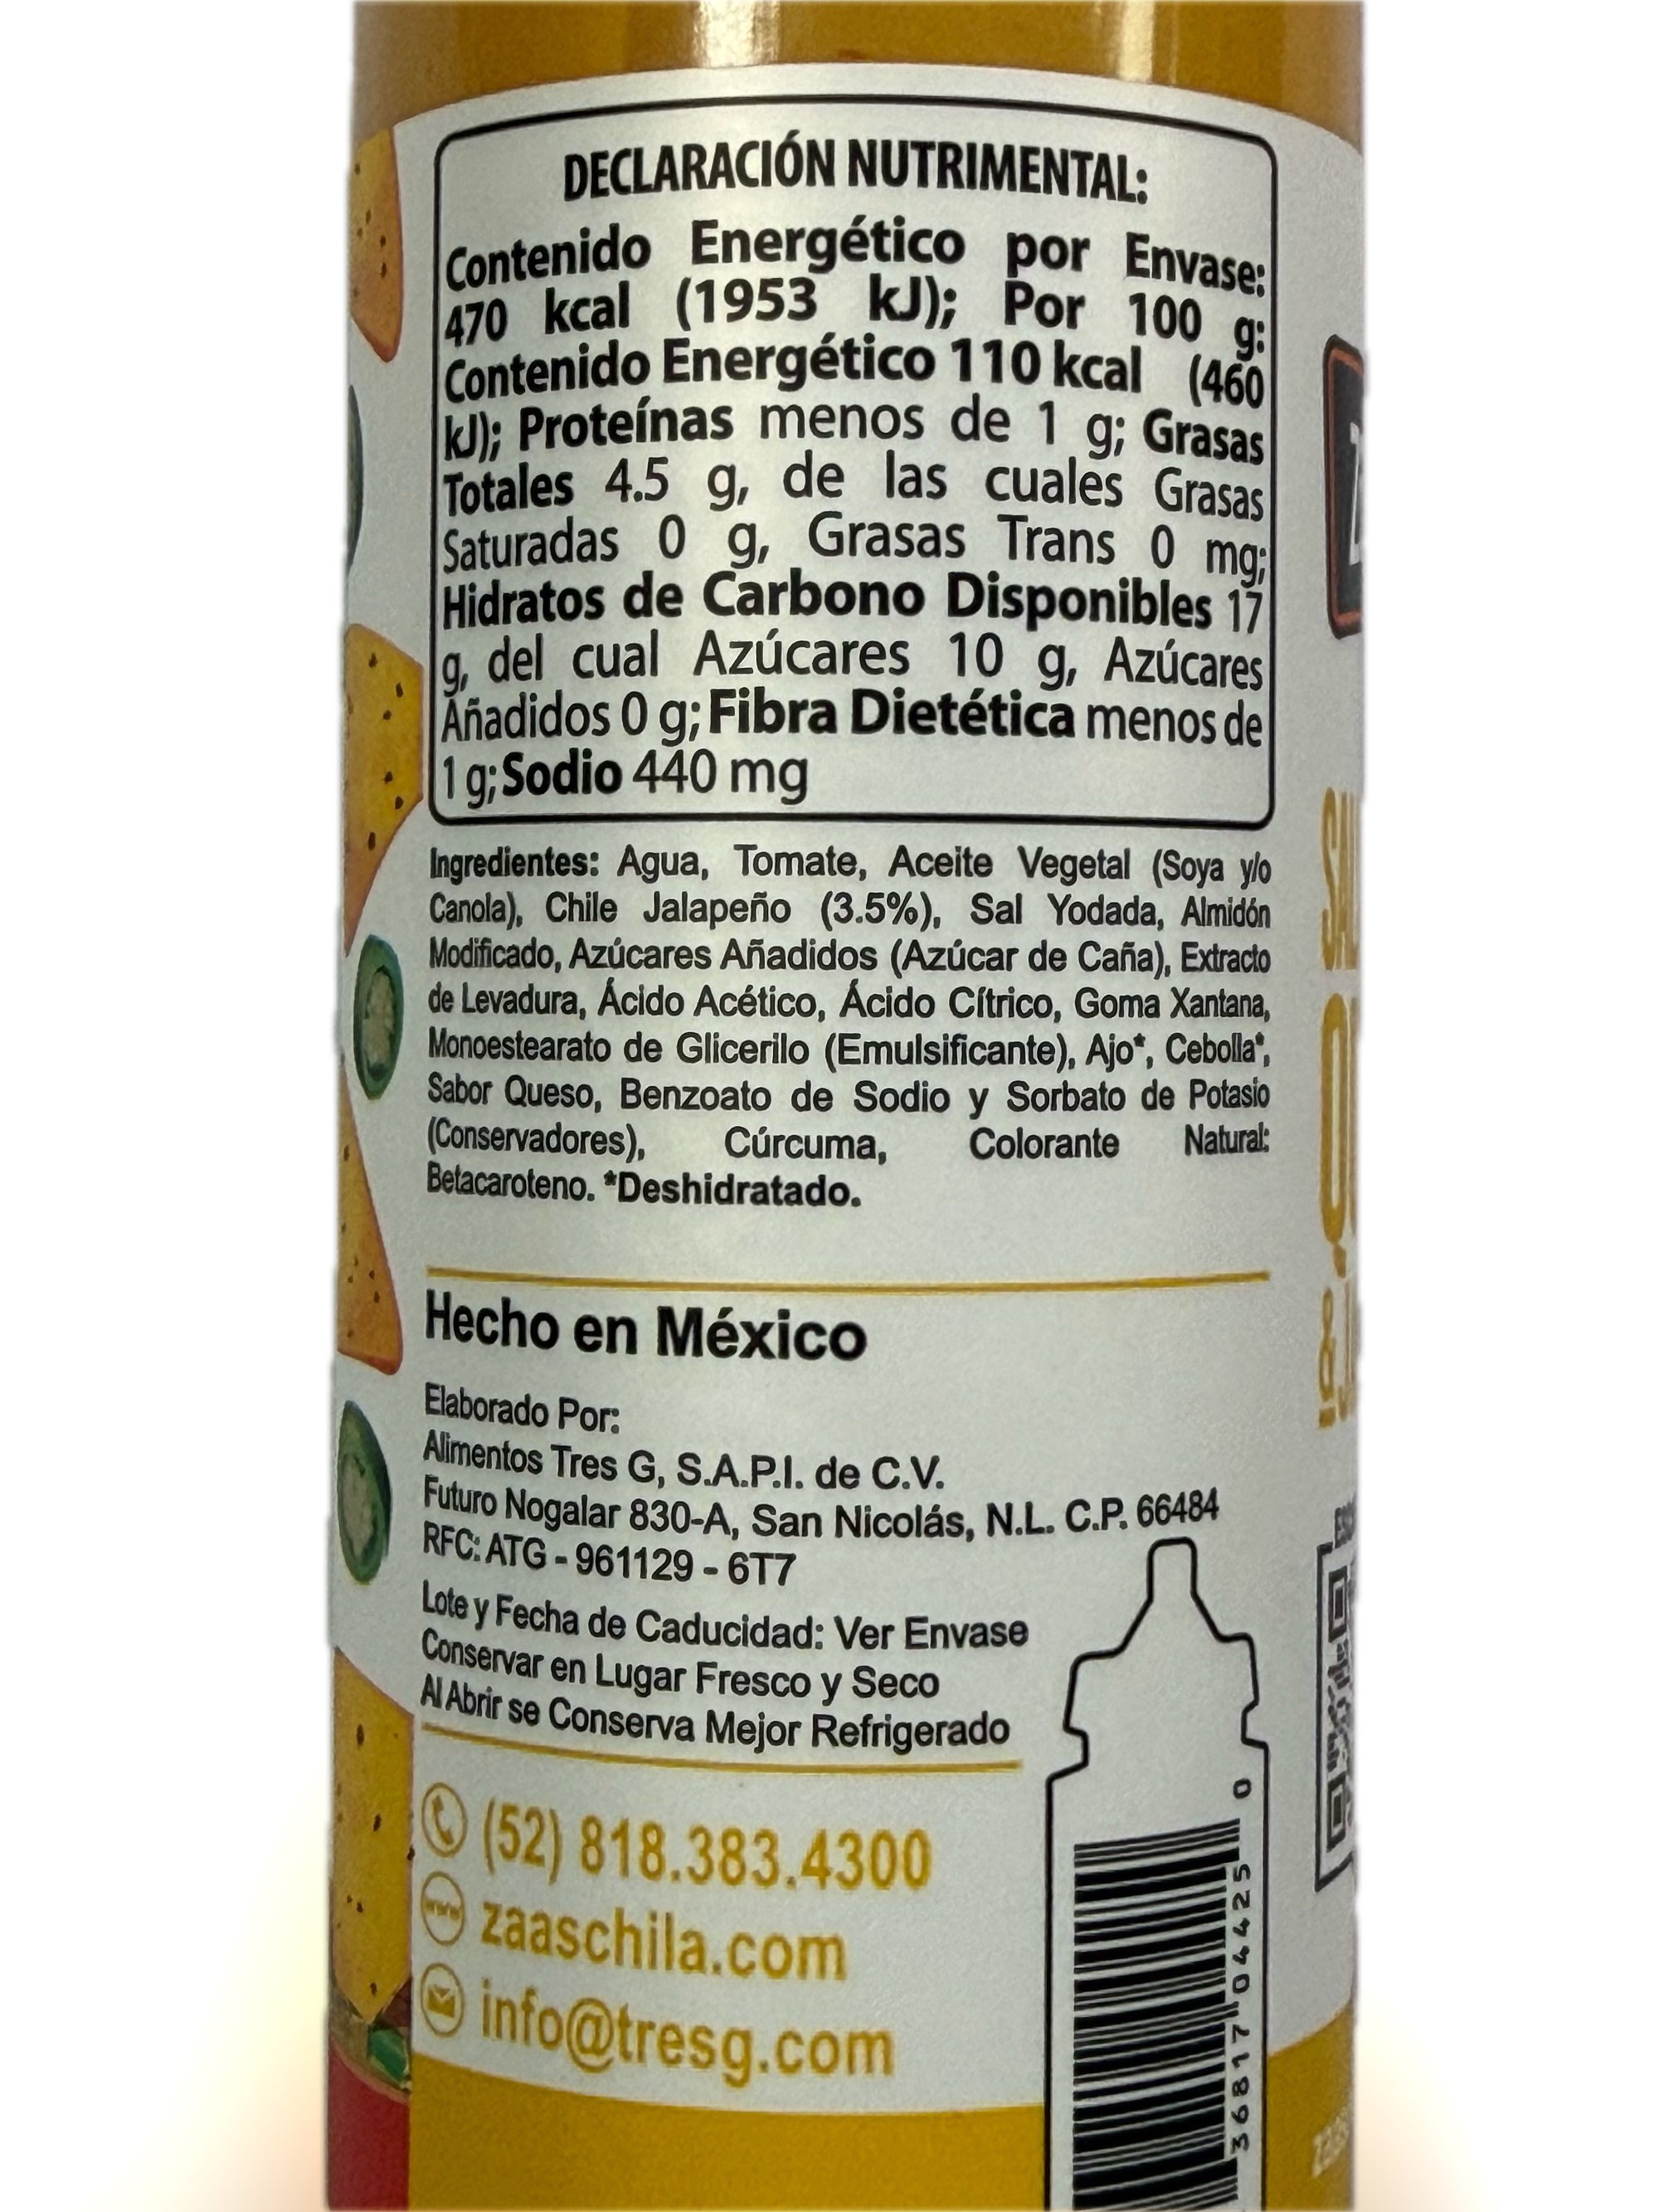 DECLARACIÓN NUTRIMENTAL:
Contenido Energético por Envase:
470 kcal (1953 kJ); Por 100 g:
Contenido Energético 110 kcal (460
kJ); Proteínas menos de 1 g; Grasas
Totales 4.5 g, de las cuales Grasas
Saturadas 0 g, Grasas Trans 0 mg;
Hidratos de Carbono Disponibles 17
g, del cual Azúcares 10 g, Azúcares
Añadidos 0 g; Fibra Dietética menos de
1 g; Sodio 440 mg
Ingredientes: Agua, Tomate, Aceite Vegetal (Soya y/o
Canola), Chile Jalapeño (3.5%), Sal Yodada, Almidón
Modificado, Azúcares Añadidos (Azúcar de Caña), Extracto
de Levadura, Ácido Acético, Ácido Cítrico, Goma Xantana,
Monoestearato de Glicerilo (Emulsificante), Ajo*, Cebolla*,
Sabor Queso, Benzoato de Sodio y Sorbato de Potasio
(Conservadores), Cúrcuma, Colorante Natural:
Betacaroteno. *Deshidratado.
Hecho en México
Elaborado Por:
Alimentos Tres G, S.A.P.I. de C.V.
Futuro Nogalar 830-A, San Nicolás, N.L. C.P. 66484
RFC: ATG - 961129 - 6T7
Lote y Fecha de Caducidad: Ver Envase
Conservar en Lugar Fresco y Seco
Al Abrir se Conserva Mejor Refrigerado
(52) 818.383.4300
www
zaaschila.com
info@tresg.com
36817 04425 0